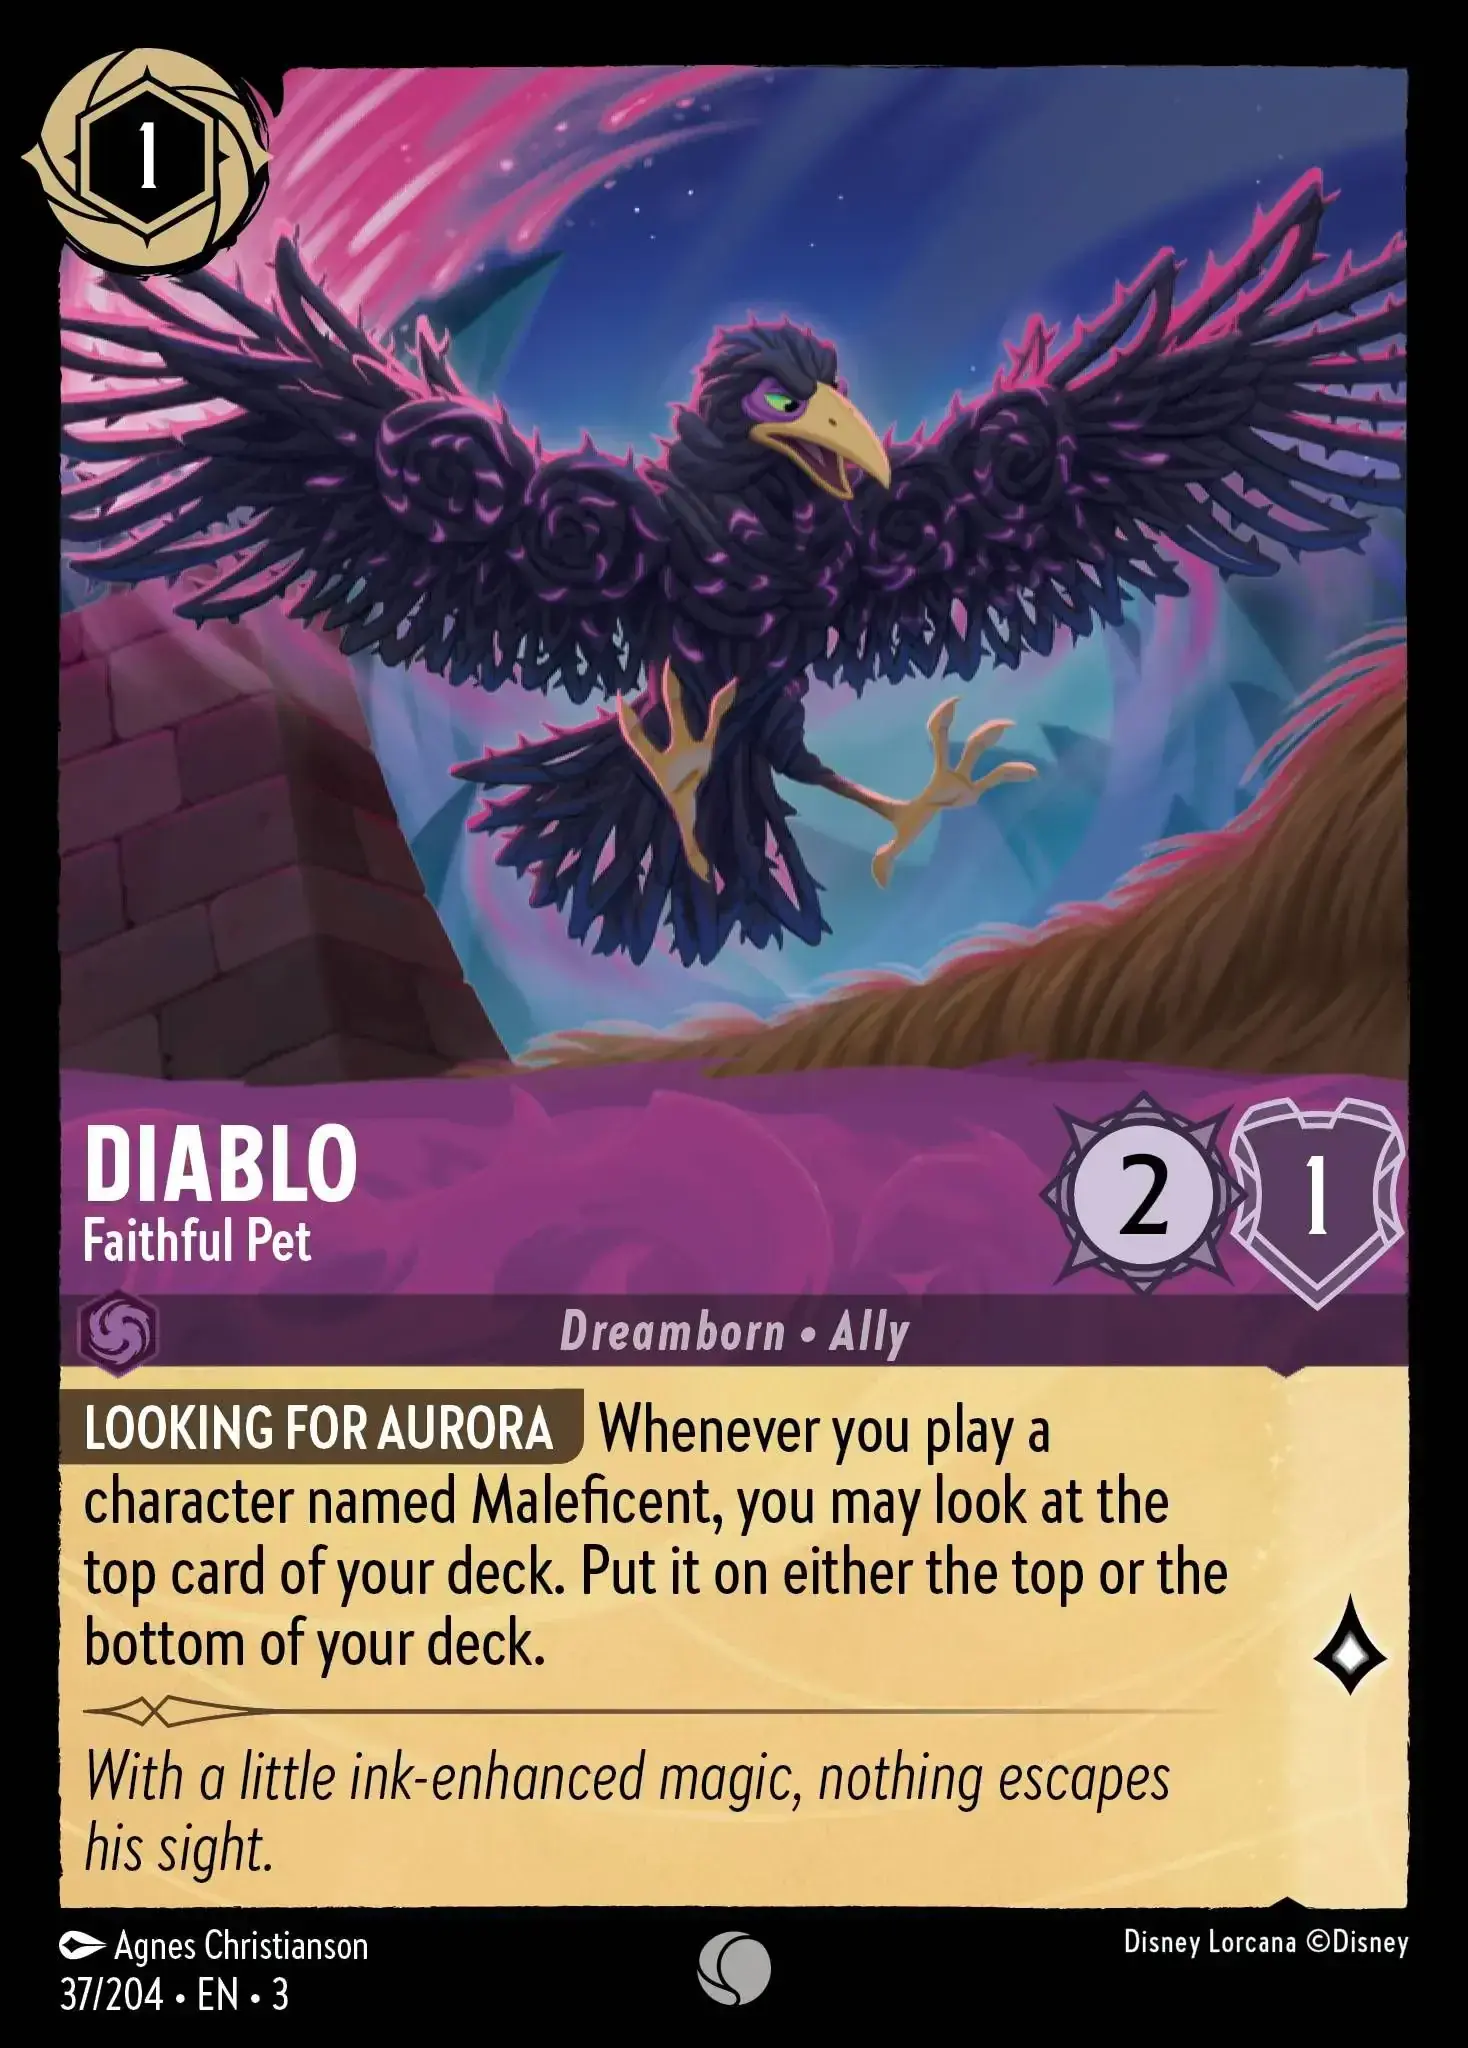 1
DIABLO
Faithful Pet
2
1
Dreamborn • Ally
LOOKING FOR AURORA Whenever you play a
character named Maleficent, you may look at the
top card of your deck. Put it on either the top or the
bottom of your deck.
With a little ink-enhanced magic, nothing escapes
his sight.
Agnes Christianson
37/204 • EN • 3
Disney Lorcana ©Disney